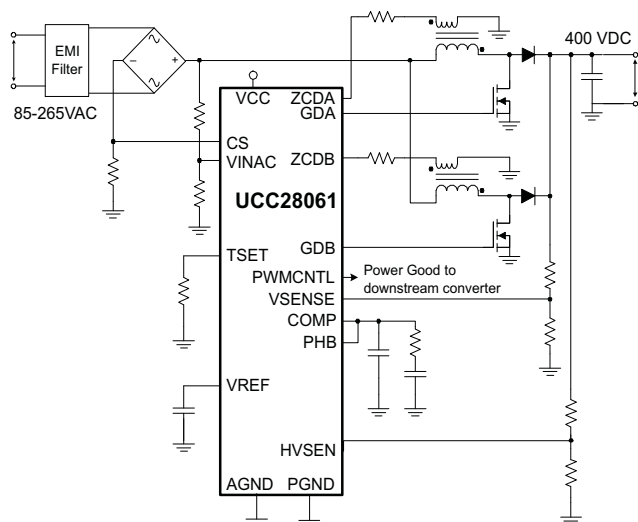 EMI
Filter
~
~
−
+
85-265VAC
400 VDC
VCC
ZCDA
GDA
CS
VINAC
ZCDB
UCC28061
TSET
GDB
PWMCNTL
Power Good to
downstream converter
VSENSE
COMP
PHB
VREF
HVSEN
AGND
PGND